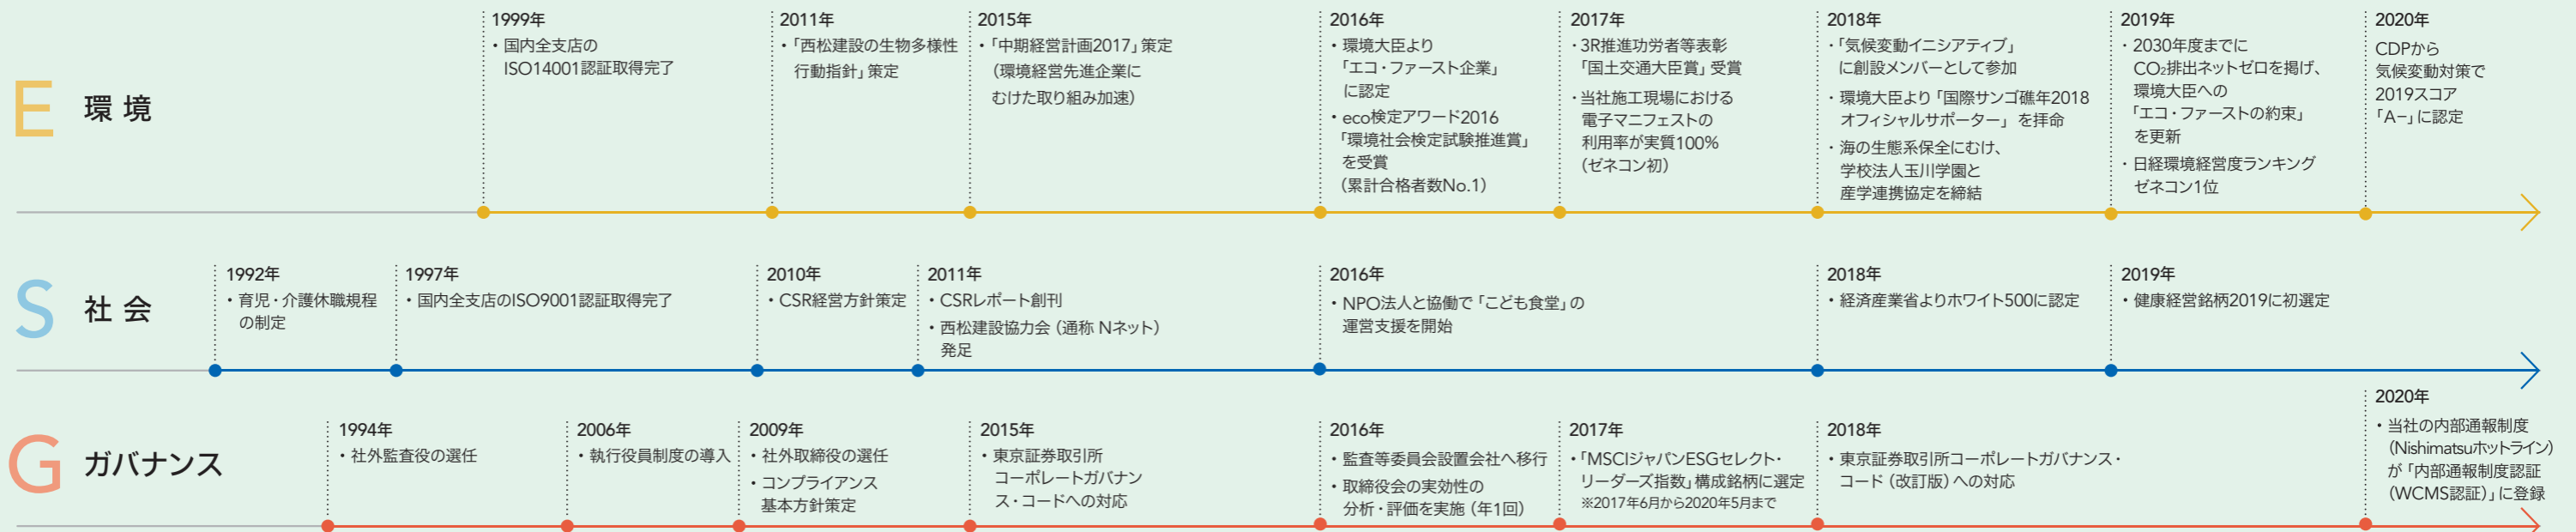 E 環 境
1999年
・国内全支店の
ISO14001認証取得完了
2011年
・「西松建設の生物多様性
行動指針」策定
2015年
・「中期経営計画2017」策定
（環境経営先進企業に
むけた取り組み加速）
2016年
・環境大臣より
「エコ・ファースト企業」
に認定
・eco検定アワード2016
「環境社会検定試験推進賞」
を受賞
（累計合格者数No.1）
2017年
・3R推進功労者等表彰
「国土交通大臣賞」受賞
・当社施工現場における
電子マニフェストの
利用率が実質100%
（ゼネコン初）
2018年
・「気候変動イニシアティブ」
に創設メンバーとして参加
・環境大臣より「国際サンゴ礁年2018
オフィシャルサポーター」を拝命
・海の生態系保全にむけ、
学校法人玉川学園と
産学連携協定を締結
2019年
・2030年度までに
CO₂排出ネットゼロを掲げ、
環境大臣への
「エコ・ファーストの約束」
を更新
・日経環境経営度ランキング
ゼネコン1位
2020年
CDPから
気候変動対策で
2019スコア
「A−」に認定
S 社 会
1992年
・育児・介護休職規程
の制定
1997年
・国内全支店のISO9001認証取得完了
2010年
・CSR経営方針策定
2011年
・CSRレポート創刊
・西松建設協力会（通称 Nネット）
発足
2016年
・NPO法人と協働で「こども食堂」の
運営支援を開始
2018年
・経済産業省よりホワイト500に認定
2019年
・健康経営銘柄2019に初選定
G ガバナンス
1994年
・社外監査役の選任
2006年
・執行役員制度の導入
2009年
・社外取締役の選任
・コンプライアンス
基本方針策定
2015年
・東京証券取引所
コーポレートガバナン
ス・コードへの対応
2016年
・監査等委員会設置会社へ移行
・取締役会の実効性の
分析・評価を実施（年1回）
2017年
・「MSCIジャパンESGセレクト・
リーダーズ指数」構成銘柄に選定
※2017年6月から2020年5月まで
2018年
・東京証券取引所コーポレートガバナンス・
コード（改訂版）への対応
2020年
・当社の内部通報制度
（Nishimatsuホットライン）
が「内部通報制度認証
（WCMS認証）」に登録